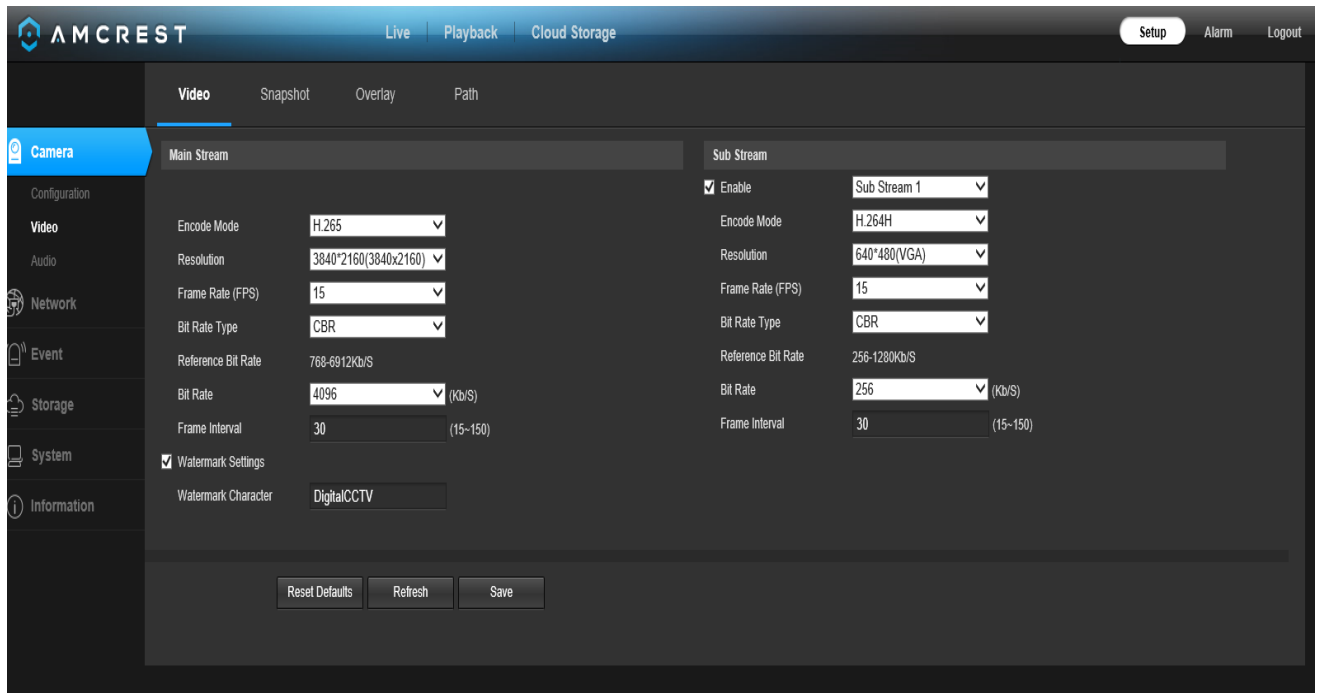 AMCREST
Live Playback Cloud Storage
Setup Alarm Logout
Video Snapshot Overlay Path
Camera
Configuration
Video
Audio
Network
Event
Storage
System
Information
Main Stream
Encode Mode H.265
Resolution 3840*2160(3840x2160)
Frame Rate (FPS) 15
Bit Rate Type CBR
Reference Bit Rate 768-6912Kb/S
Bit Rate 4096 (Kb/S)
Frame Interval 30 (15~150)
Watermark Settings
Watermark Character DigitalCCTV
Sub Stream
Enable Sub Stream 1
Encode Mode H.264H
Resolution 640*480(VGA)
Frame Rate (FPS) 15
Bit Rate Type CBR
Reference Bit Rate 256-1280Kb/S
Bit Rate 256 (Kb/S)
Frame Interval 30 (15~150)
Reset Defaults Refresh Save